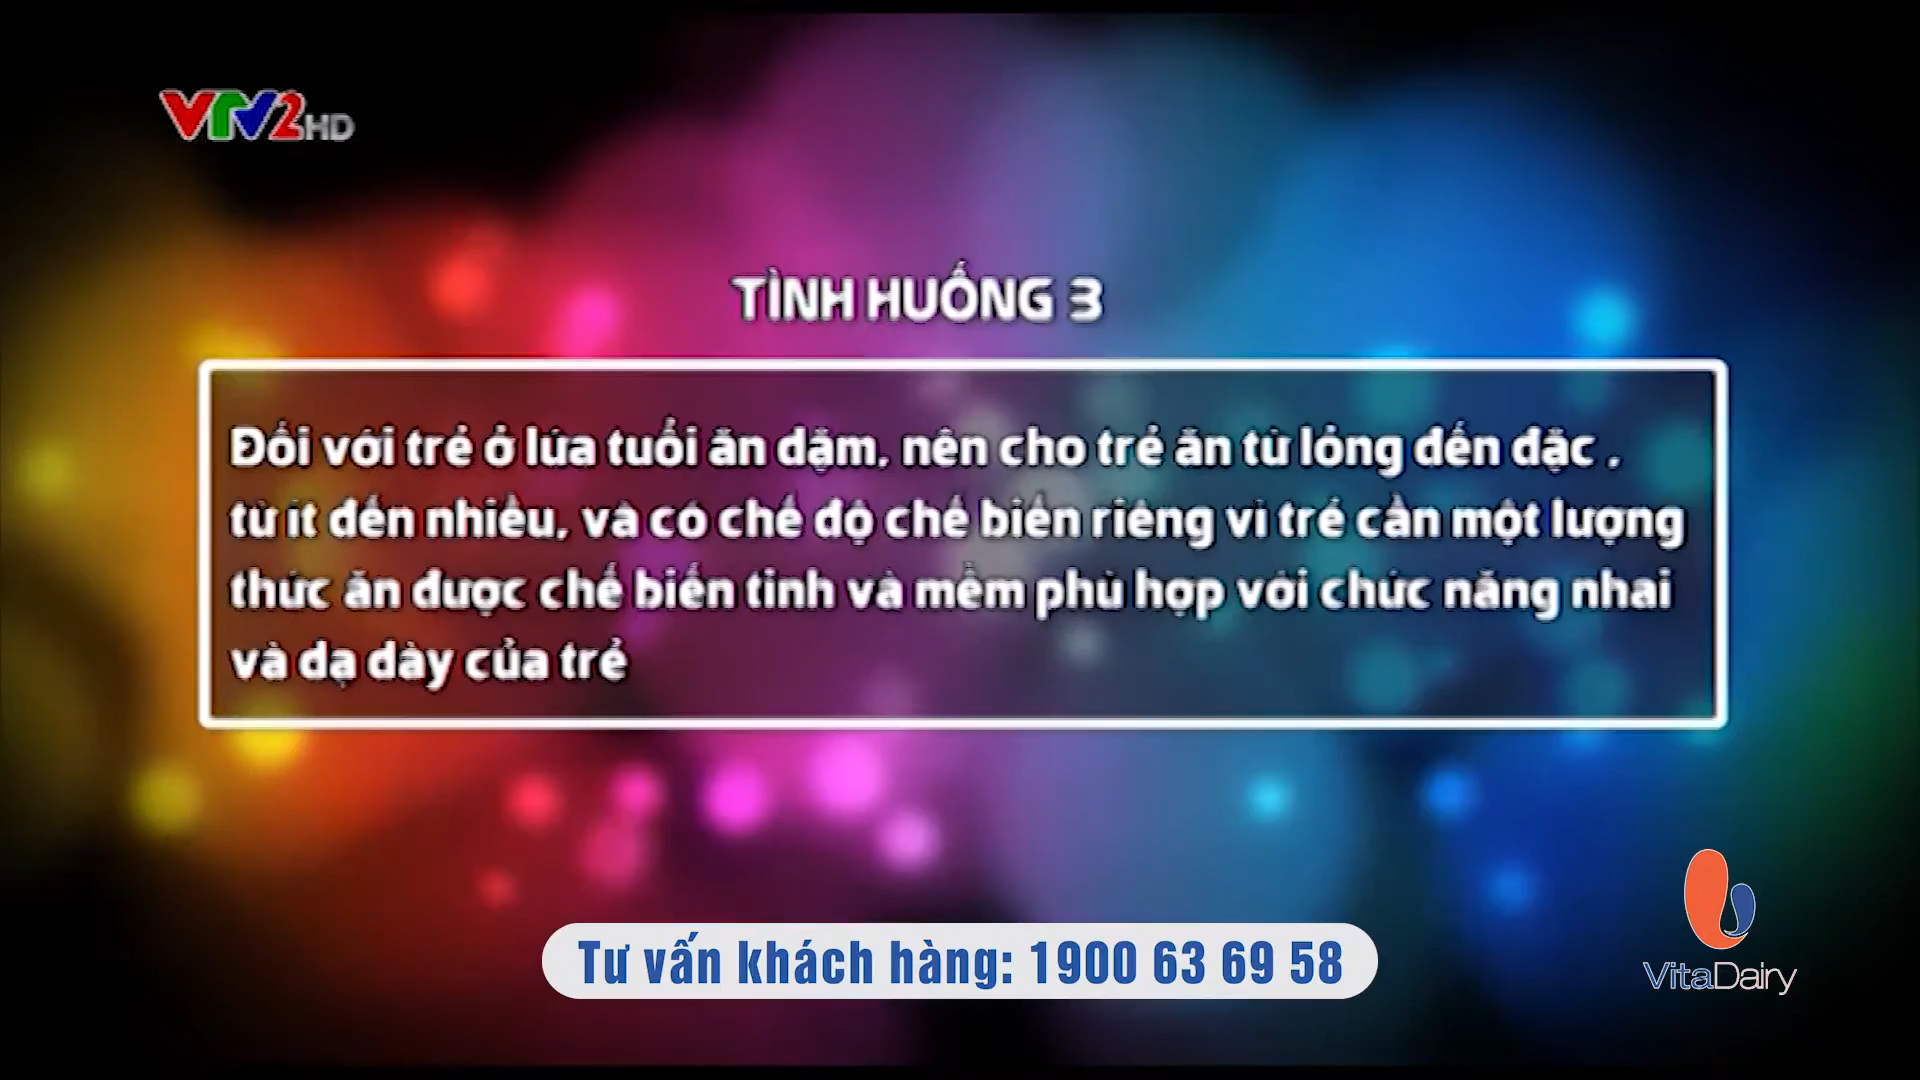 VTV2HD
TÌNH HUỐNG 3
Đối với trẻ ở lứa tuổi ăn dặm, nên cho trẻ ăn từ lỏng đến đặc ,
từ ít đến nhiều, và có chế độ chế biến riêng vì trẻ cần một lượng
thức ăn được chế biến tinh và mềm phù hợp với chức năng nhai
và dạ dày của trẻ
Tư vấn khách hàng: 1900 63 69 58
VitaDairy